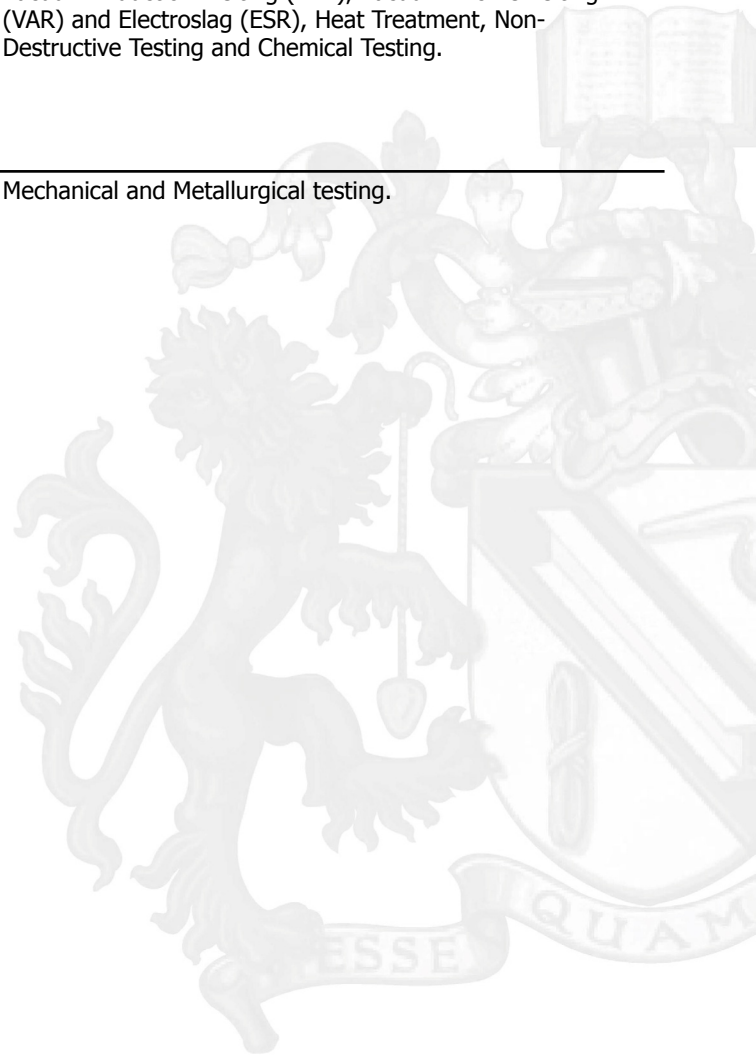 (VAR) and Electroslag (ESR), Heat Treatment, Non-
Destructive Testing and Chemical Testing.
Mechanical and Metallurgical testing.
ESSE QUAM